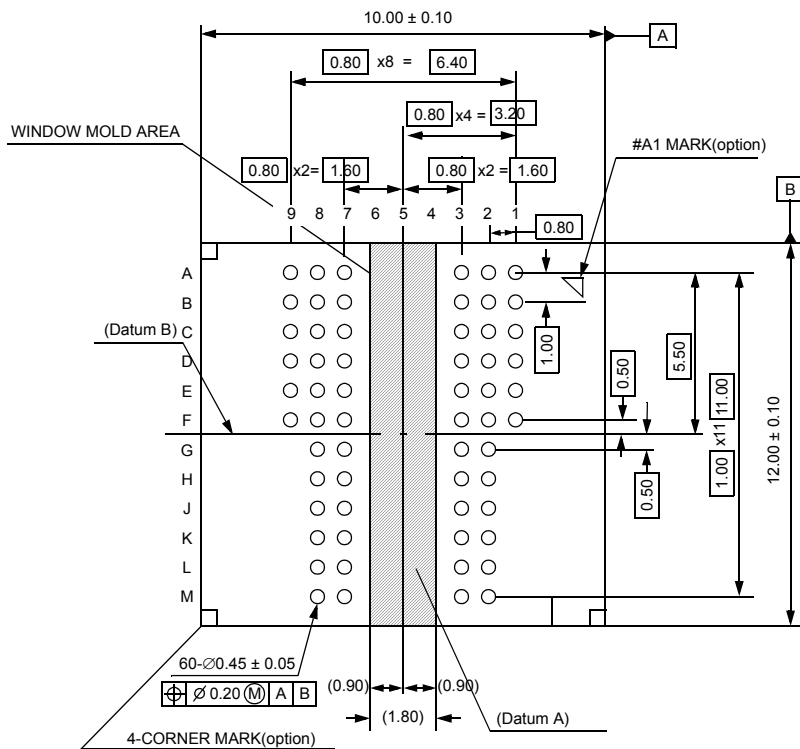 10.00 ± 0.10
A
0.80 x8 = 6.40
0.80 x4 = 3.20
WINDOW MOLD AREA
#A1 MARK(option)
0.80 x2= 1.60
0.80 x2 = 1.60
B
9 8 7 6 5 4 3 2 1
0.80
A
B
C
(Datum B)
D
E
F
G
H
J
K
L
M
1.00
0.50
5.50
0.50
1.00 x11 11.00
12.00 ± 0.10
60-∅0.45 ± 0.05
⌖ ∅ 0.20 Ⓜ A B
(0.90) (0.90)
(1.80)
(Datum A)
4-CORNER MARK(option)